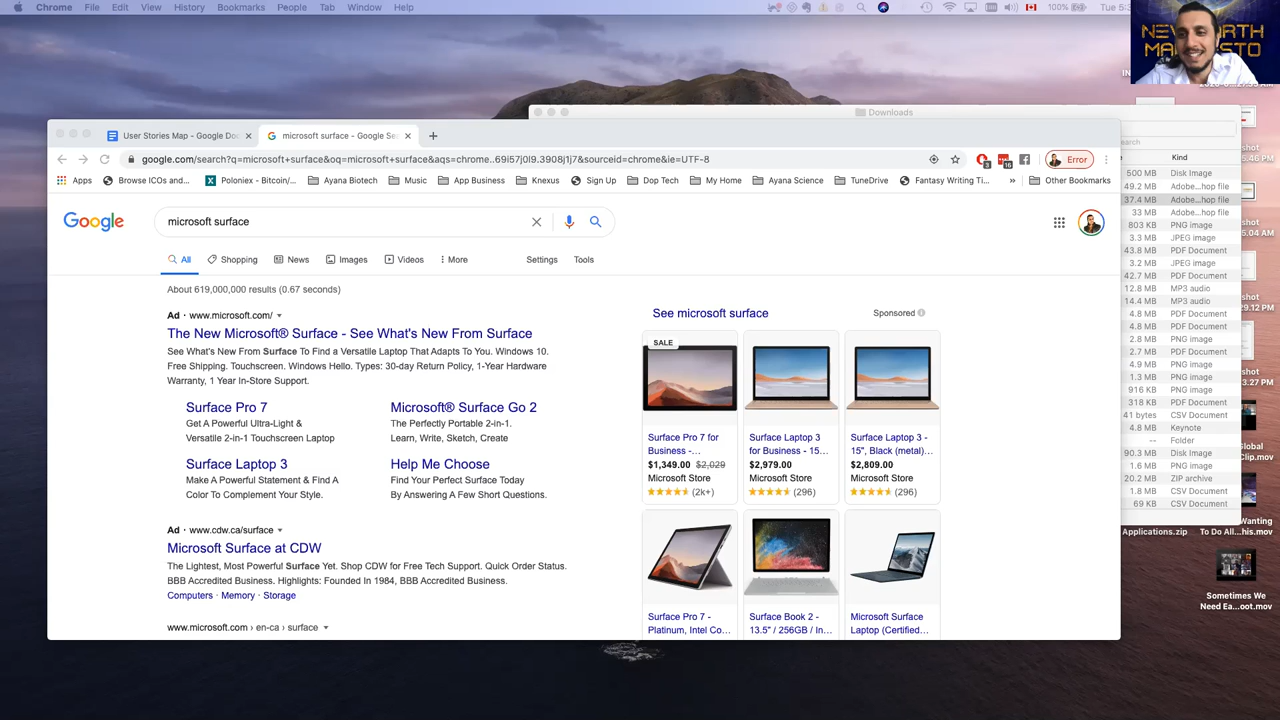 Chrome File Edit View History Bookmarks People Tab Window Help
100% Tue 5:3
Downloads
User Stories Map - Google Doc
microsoft surface - Google Se
google.com/search?q=microsoft+surface&oq=microsoft+surface&aqs=chrome..69i57j0l9.3908j1j7&sourceid=chrome&ie=UTF-8
Error
Apps Browse ICOs and... Poloniex - Bitcoin/... Ayana Biotech Music App Business Knexus Sign Up Dop Tech My Home Ayana Science TuneDrive Fantasy Writing Ti... » Other Bookmarks
Google
microsoft surface
All Shopping News Images Videos More Settings Tools
About 619,000,000 results (0.67 seconds)
Ad · www.microsoft.com/
The New Microsoft® Surface - See What's New From Surface
See What's New From Surface To Find a Versatile Laptop That Adapts To You. Windows 10.
Free Shipping. Touchscreen. Windows Hello. Types: 30-day Return Policy, 1-Year Hardware
Warranty, 1 Year In-Store Support.
Surface Pro 7
Get A Powerful Ultra-Light &
Versatile 2-in-1 Touchscreen Laptop
Microsoft® Surface Go 2
The Perfectly Portable 2-in-1.
Learn, Write, Sketch, Create
Surface Laptop 3
Make A Powerful Statement & Find A
Color To Complement Your Style.
Help Me Choose
Find Your Perfect Surface Today
By Answering A Few Short Questions.
Ad · www.cdw.ca/surface
Microsoft Surface at CDW
The Lightest, Most Powerful Surface Yet. Shop CDW for Free Tech Support. Quick Order Status.
BBB Accredited Business. Highlights: Founded In 1984, BBB Accredited Business.
Computers · Memory · Storage
www.microsoft.com › en-ca › surface
See microsoft surface
Sponsored
SALE
Surface Pro 7 for
Business -...
$1,349.00 $2,029
Microsoft Store
(2k+)
Surface Laptop 3
for Business - 15...
$2,979.00
Microsoft Store
(296)
Surface Laptop 3 -
15", Black (metal)...
$2,809.00
Microsoft Store
(296)
Surface Pro 7 -
Platinum, Intel Co...
Surface Book 2 -
13.5" / 256GB / In...
Microsoft Surface
Laptop (Certified...
Kind
500 MB Disk Image
49.2 MB Adobe...hop file
37.4 MB Adobe...hop file
33 MB Adobe...hop file
803 KB PNG image
3.3 MB JPEG image
43.8 MB PDF Document
3.2 MB JPEG image
42.7 MB PDF Document
12.8 MB MP3 audio
14.4 MB MP3 audio
4.8 MB PDF Document
4.8 MB PDF Document
2.8 MB PNG image
2.7 MB PDF Document
4.9 MB PNG image
1.3 MB PNG image
916 KB PNG image
318 KB PDF Document
41 bytes CSV Document
4.8 MB Keynote
-- Folder
90.3 MB Disk Image
1.6 MB PNG image
20.2 MB ZIP archive
1.8 MB CSV Document
69 KB CSV Document
Applications.zip
Wanting
To Do All...his.mov
Sometimes We
Need Ea...oot.mov